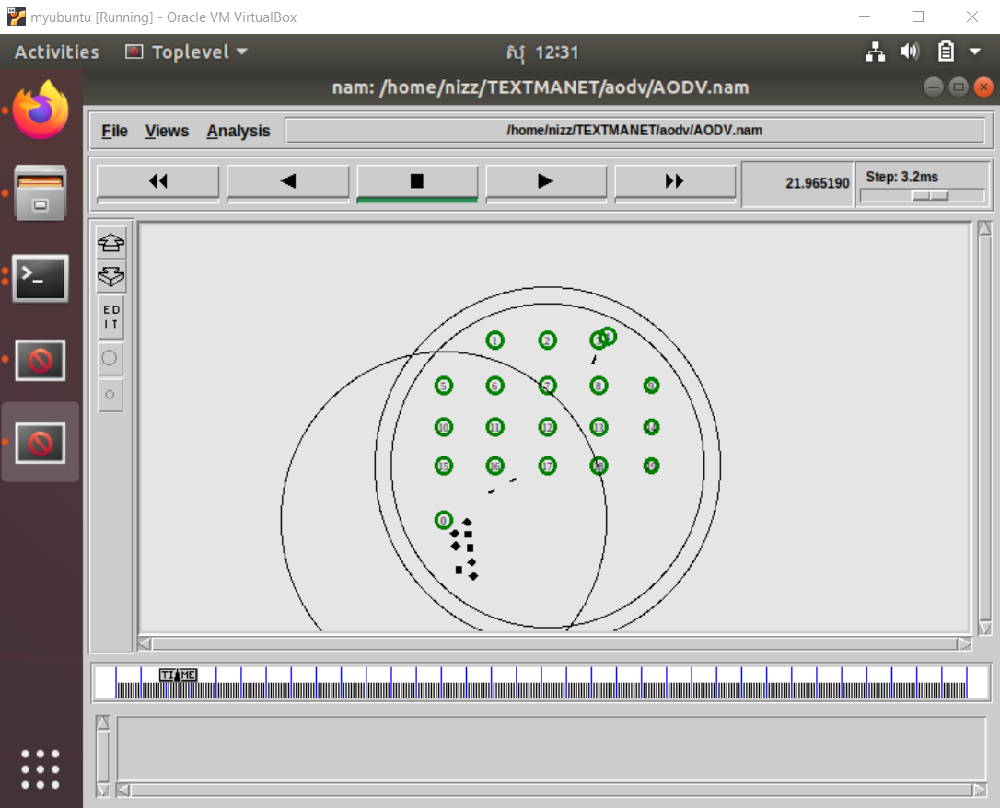 myubuntu [Running] - Oracle VM VirtualBox
Activities
Toplevel
សុ 12:31
nam: /home/nizz/TEXTMANET/aodv/AODV.nam
File Views Analysis
/home/nizz/TEXTMANET/aodv/AODV.nam
21.965190
Step: 3.2ms
ED
IT
1 2
5 6 7 8 9
10 11 12 13 14
15 16 17 18
0
TIME